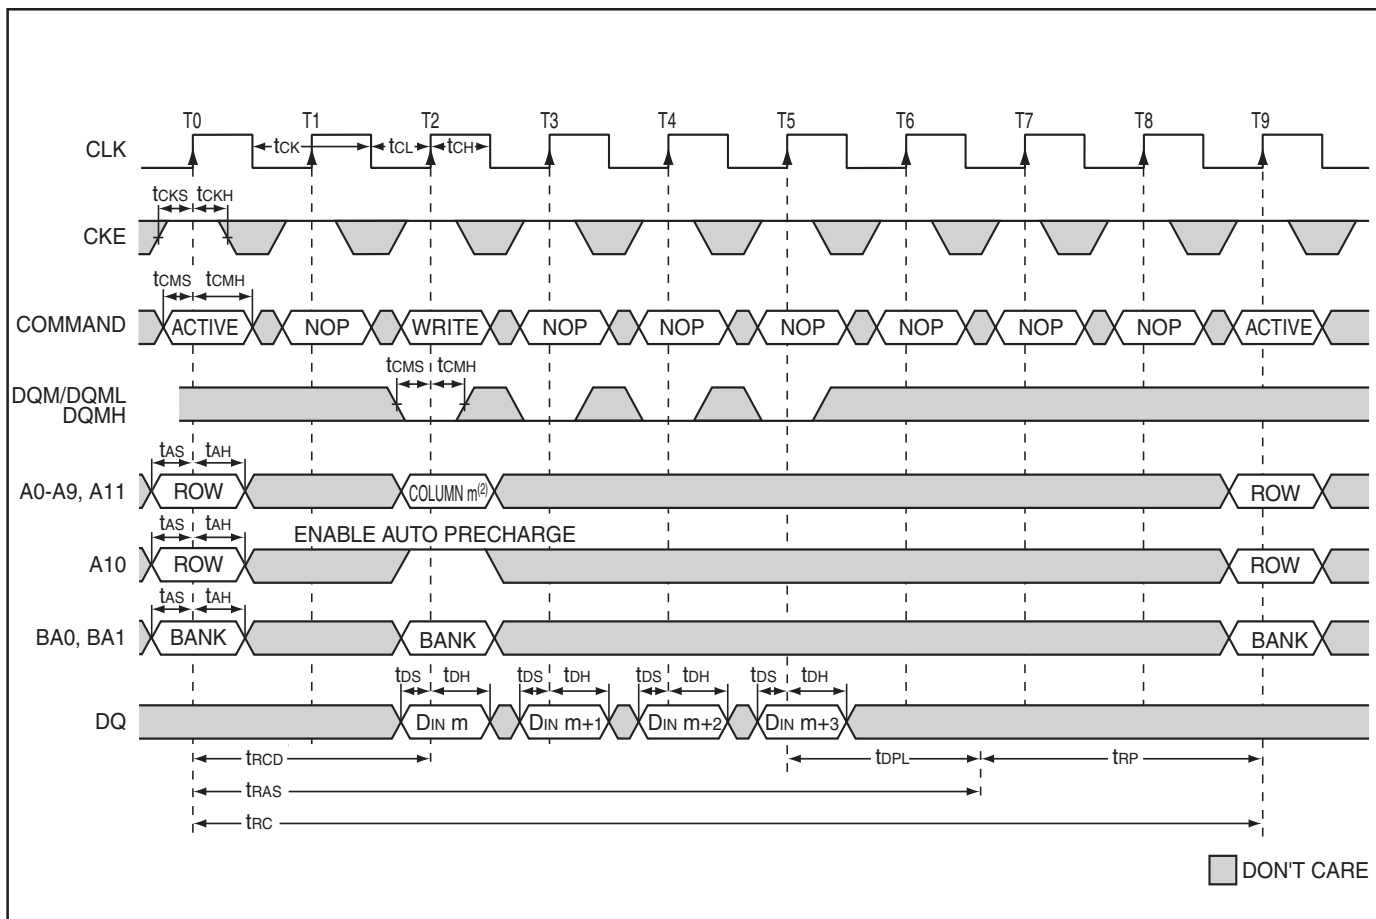 T0 T1 T2 T3 T4 T5 T6 T7 T8 T9
CLK tCK tCL tCH
tCKS tCKH
CKE
tCMS tCMH
COMMAND ACTIVE NOP WRITE NOP NOP NOP NOP NOP NOP ACTIVE
tCMS tCMH
DQM/DQML
DQMH
tAS tAH
A0-A9, A11 ROW COLUMN m(2) ROW
tAS tAH ENABLE AUTO PRECHARGE
A10 ROW ROW
tAS tAH
BA0, BA1 BANK BANK BANK
tDS tDH tDS tDH tDS tDH tDS tDH
DQ DIN m DIN m+1 DIN m+2 DIN m+3
tRCD tDPL tRP
tRAS
tRC
DON'T CARE